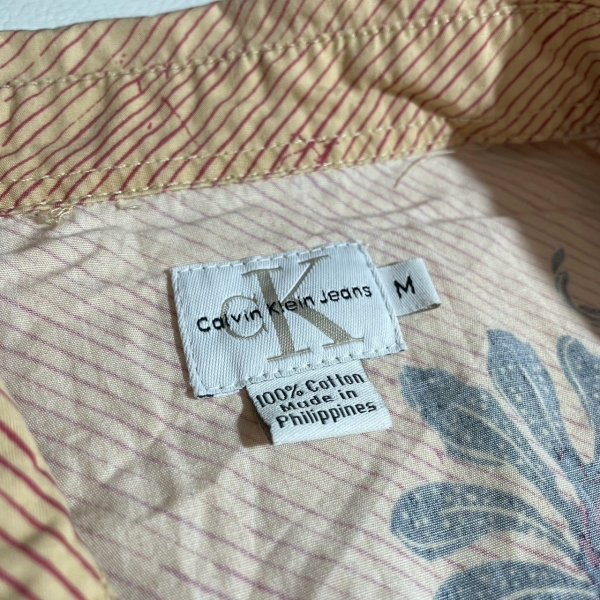 cK
Calvin Klein Jeans
M
100% Cotton
Made in
Philippines